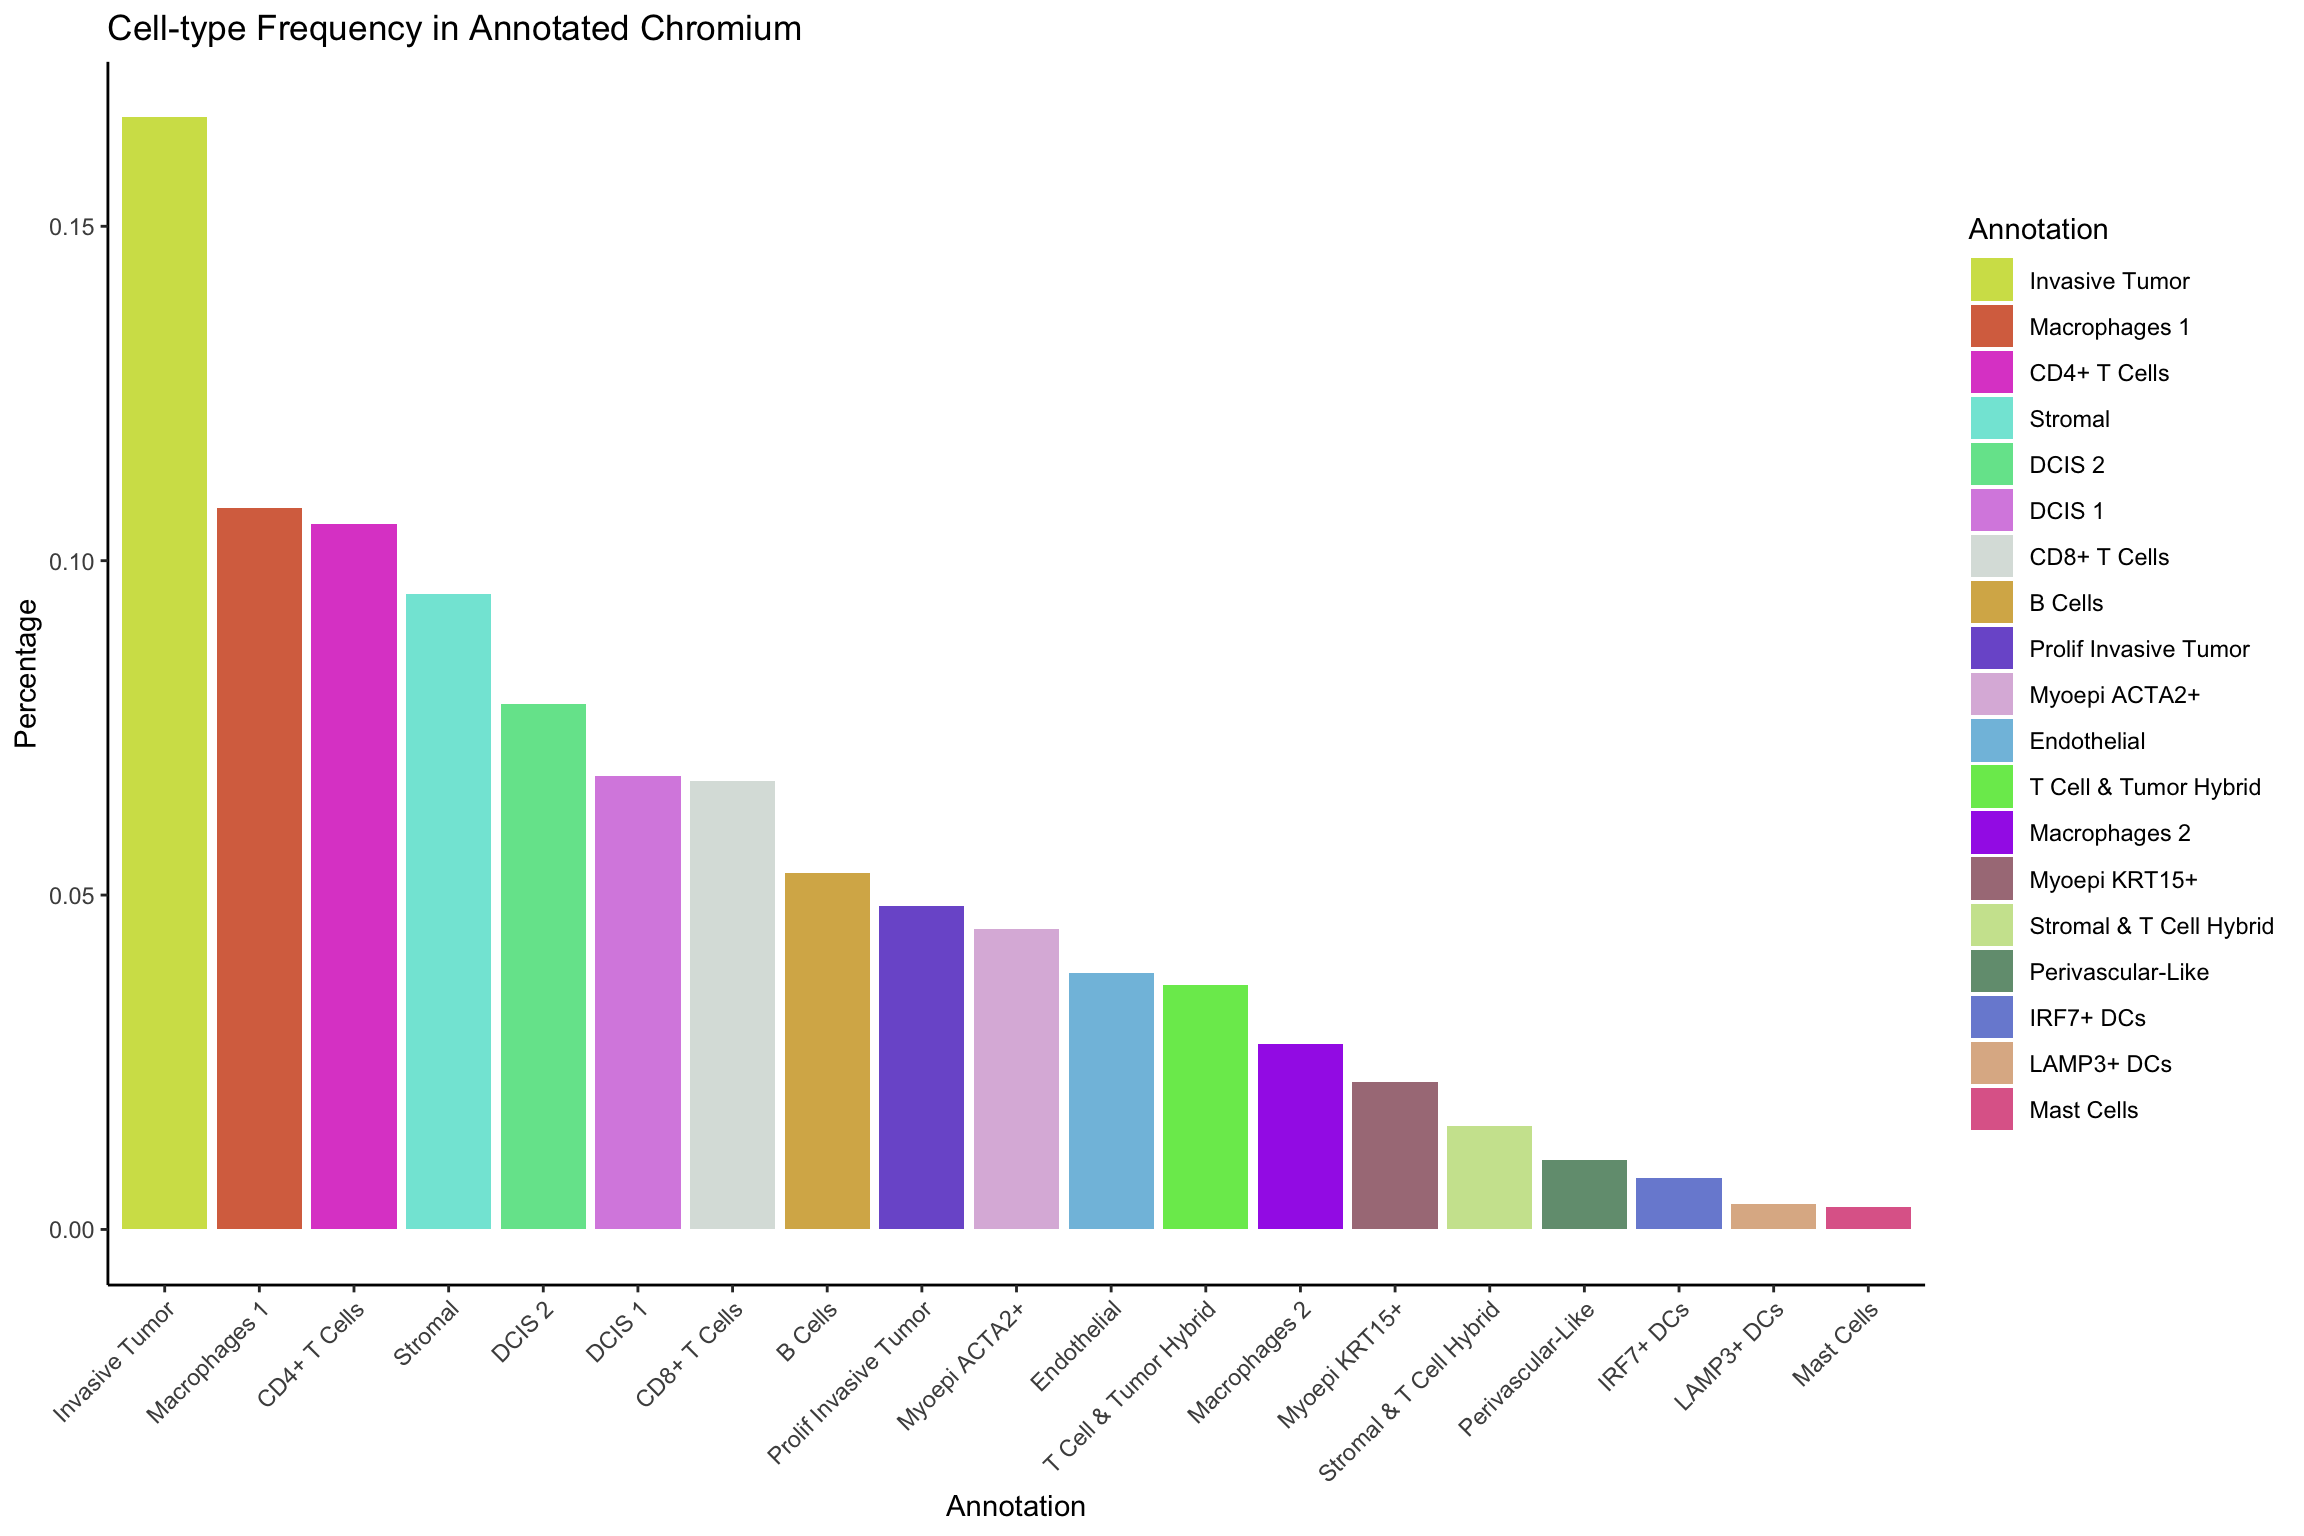 Cell-type Frequency in Annotated Chromium
Percentage
0.15
0.10
0.05
0.00
Invasive Tumor
Macrophages 1
CD4+ T Cells
Stromal
DCIS 2
DCIS 1
CD8+ T Cells
B Cells
Prolif Invasive Tumor
Myoepi ACTA2+
Endothelial
T Cell & Tumor Hybrid
Macrophages 2
Myoepi KRT15+
Stromal & T Cell Hybrid
Perivascular-Like
IRF7+ DCs
LAMP3+ DCs
Mast Cells
Annotation
Annotation
Invasive Tumor
Macrophages 1
CD4+ T Cells
Stromal
DCIS 2
DCIS 1
CD8+ T Cells
B Cells
Prolif Invasive Tumor
Myoepi ACTA2+
Endothelial
T Cell & Tumor Hybrid
Macrophages 2
Myoepi KRT15+
Stromal & T Cell Hybrid
Perivascular-Like
IRF7+ DCs
LAMP3+ DCs
Mast Cells